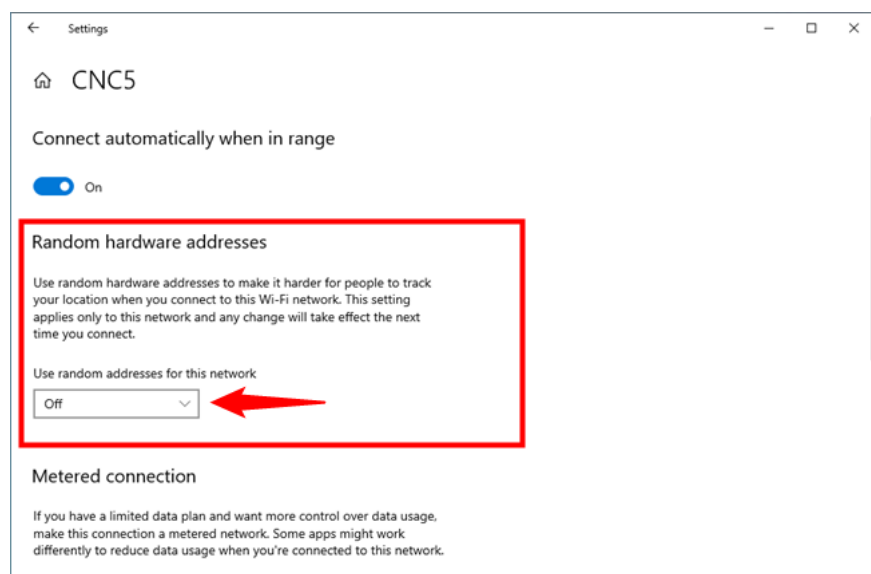 Settings
CNC5
Connect automatically when in range
On
Random hardware addresses
Use random hardware addresses to make it harder for people to track
your location when you connect to this Wi-Fi network. This setting
applies only to this network and any change will take effect the next
time you connect.
Use random addresses for this network
Off
Metered connection
If you have a limited data plan and want more control over data usage,
make this connection a metered network. Some apps might work
differently to reduce data usage when you're connected to this network.